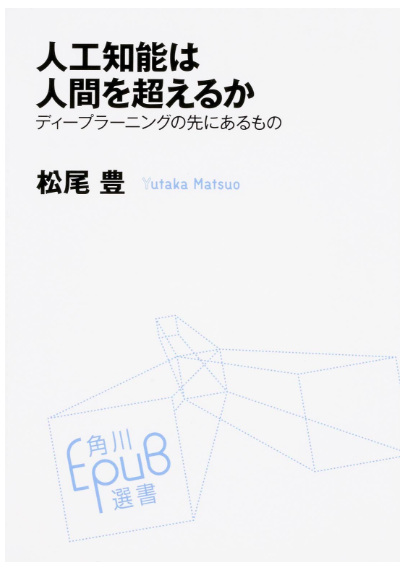 人工知能は
人間を超えるか
ディープラーニングの先にあるもの
松尾 豊 Yutaka Matsuo
角川
EpuB
選書